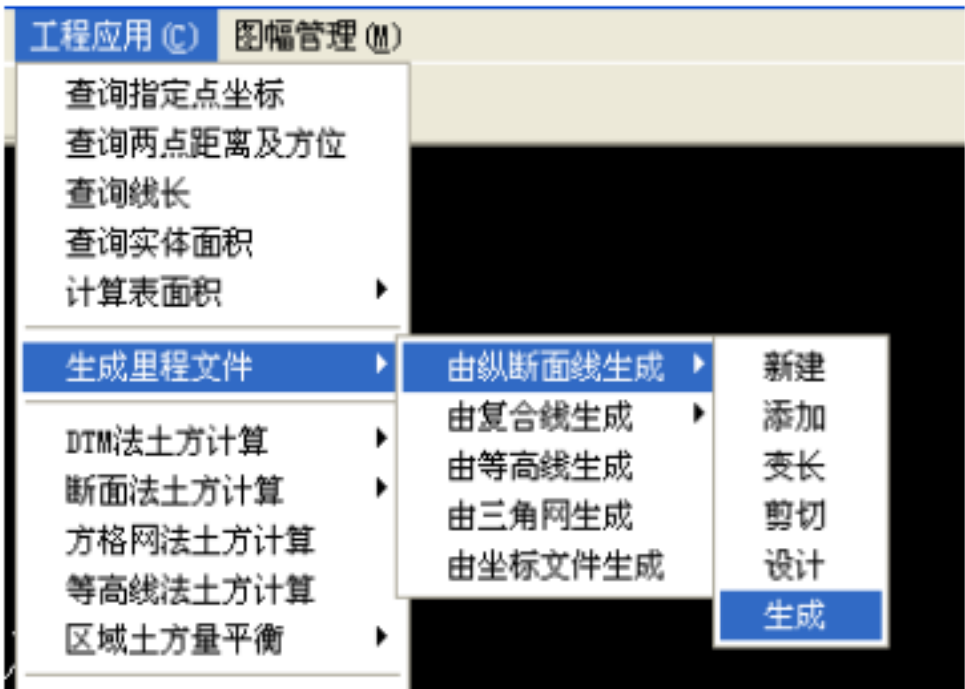 工程应用(C) 图幅管理(M)
查询指定点坐标
查询两点距离及方位
查询线长
查询实体面积
计算表面积
生成里程文件
DTM法土方计算
断面法土方计算
方格网法土方计算
等高线法土方计算
区域土方量平衡
由纵断面线生成
由复合线生成
由等高线生成
由三角网生成
由坐标文件生成
新建
添加
变长
剪切
设计
生成